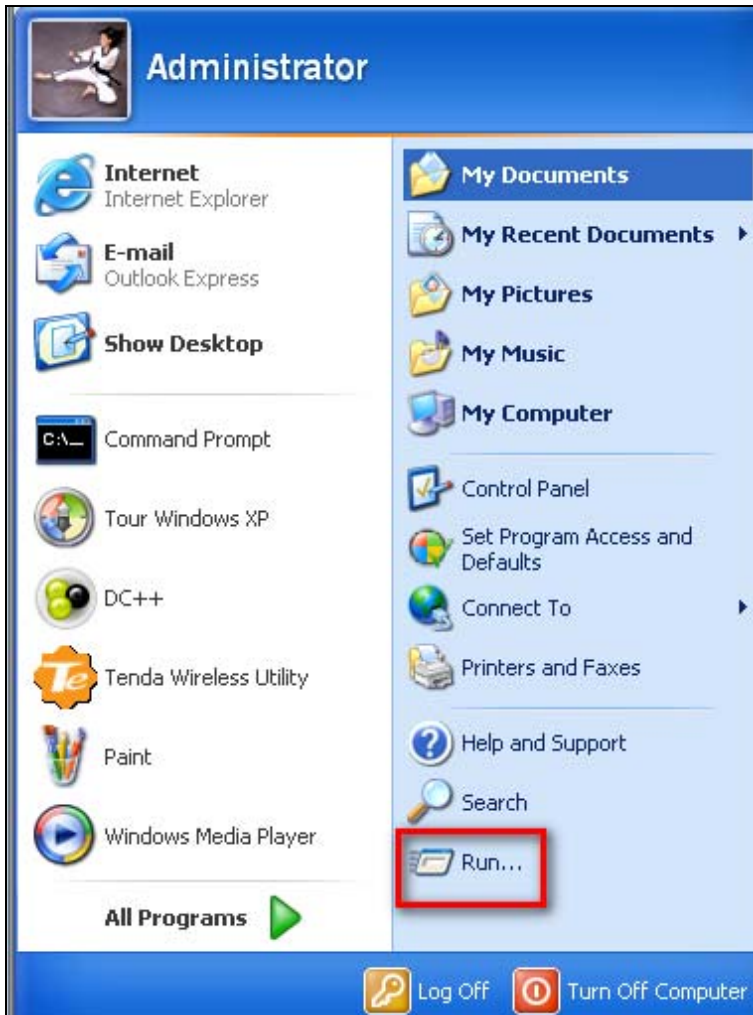 Administrator
Internet
Internet Explorer
E-mail
Outlook Express
Show Desktop
C:\_
Command Prompt
Tour Windows XP
DC++
Te
Tenda Wireless Utility
Paint
Windows Media Player
All Programs
My Documents
My Recent Documents
My Pictures
My Music
My Computer
Control Panel
Set Program Access and
Defaults
Connect To
Printers and Faxes
Help and Support
Search
Run...
Log Off
Turn Off Computer